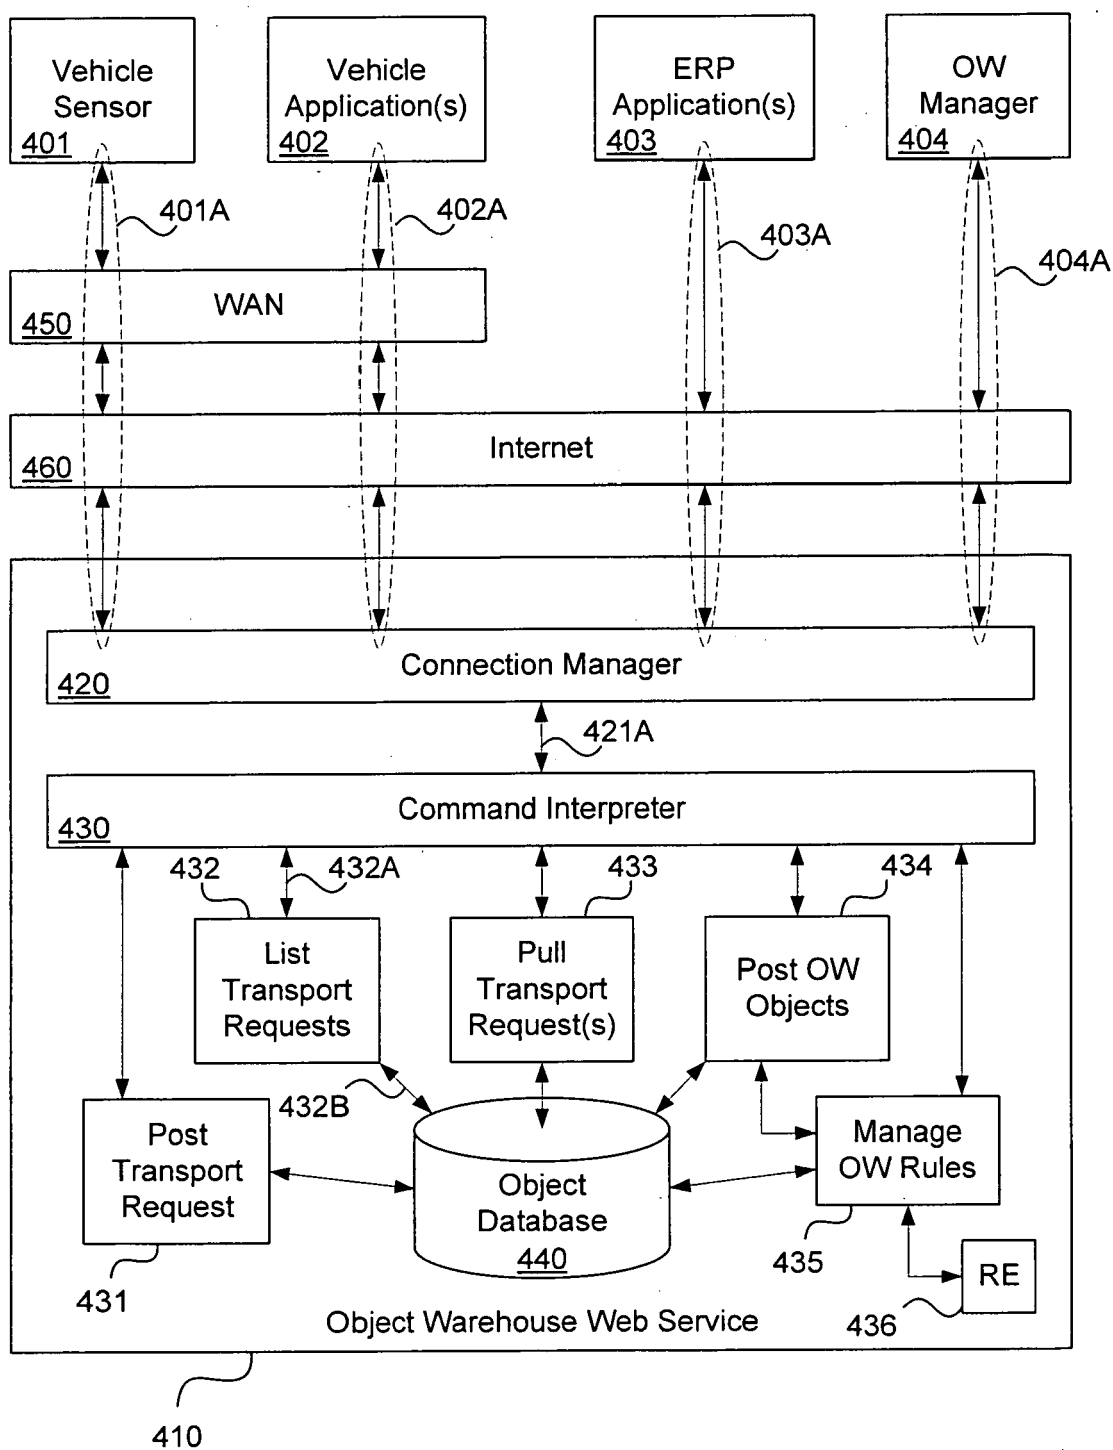 Vehicle
Sensor
401
Vehicle
Application(s)
402
ERP
Application(s)
403
OW
Manager
404
401A
402A
403A
404A
WAN
450
Internet
460
Connection Manager
420
421A
Command Interpreter
430
432
432A
433
434
List
Transport
Requests
Pull
Transport
Request(s)
Post OW
Objects
432B
Post
Transport
Request
Object
Database
440
Manage
OW Rules
431
435
RE
436
Object Warehouse Web Service
410